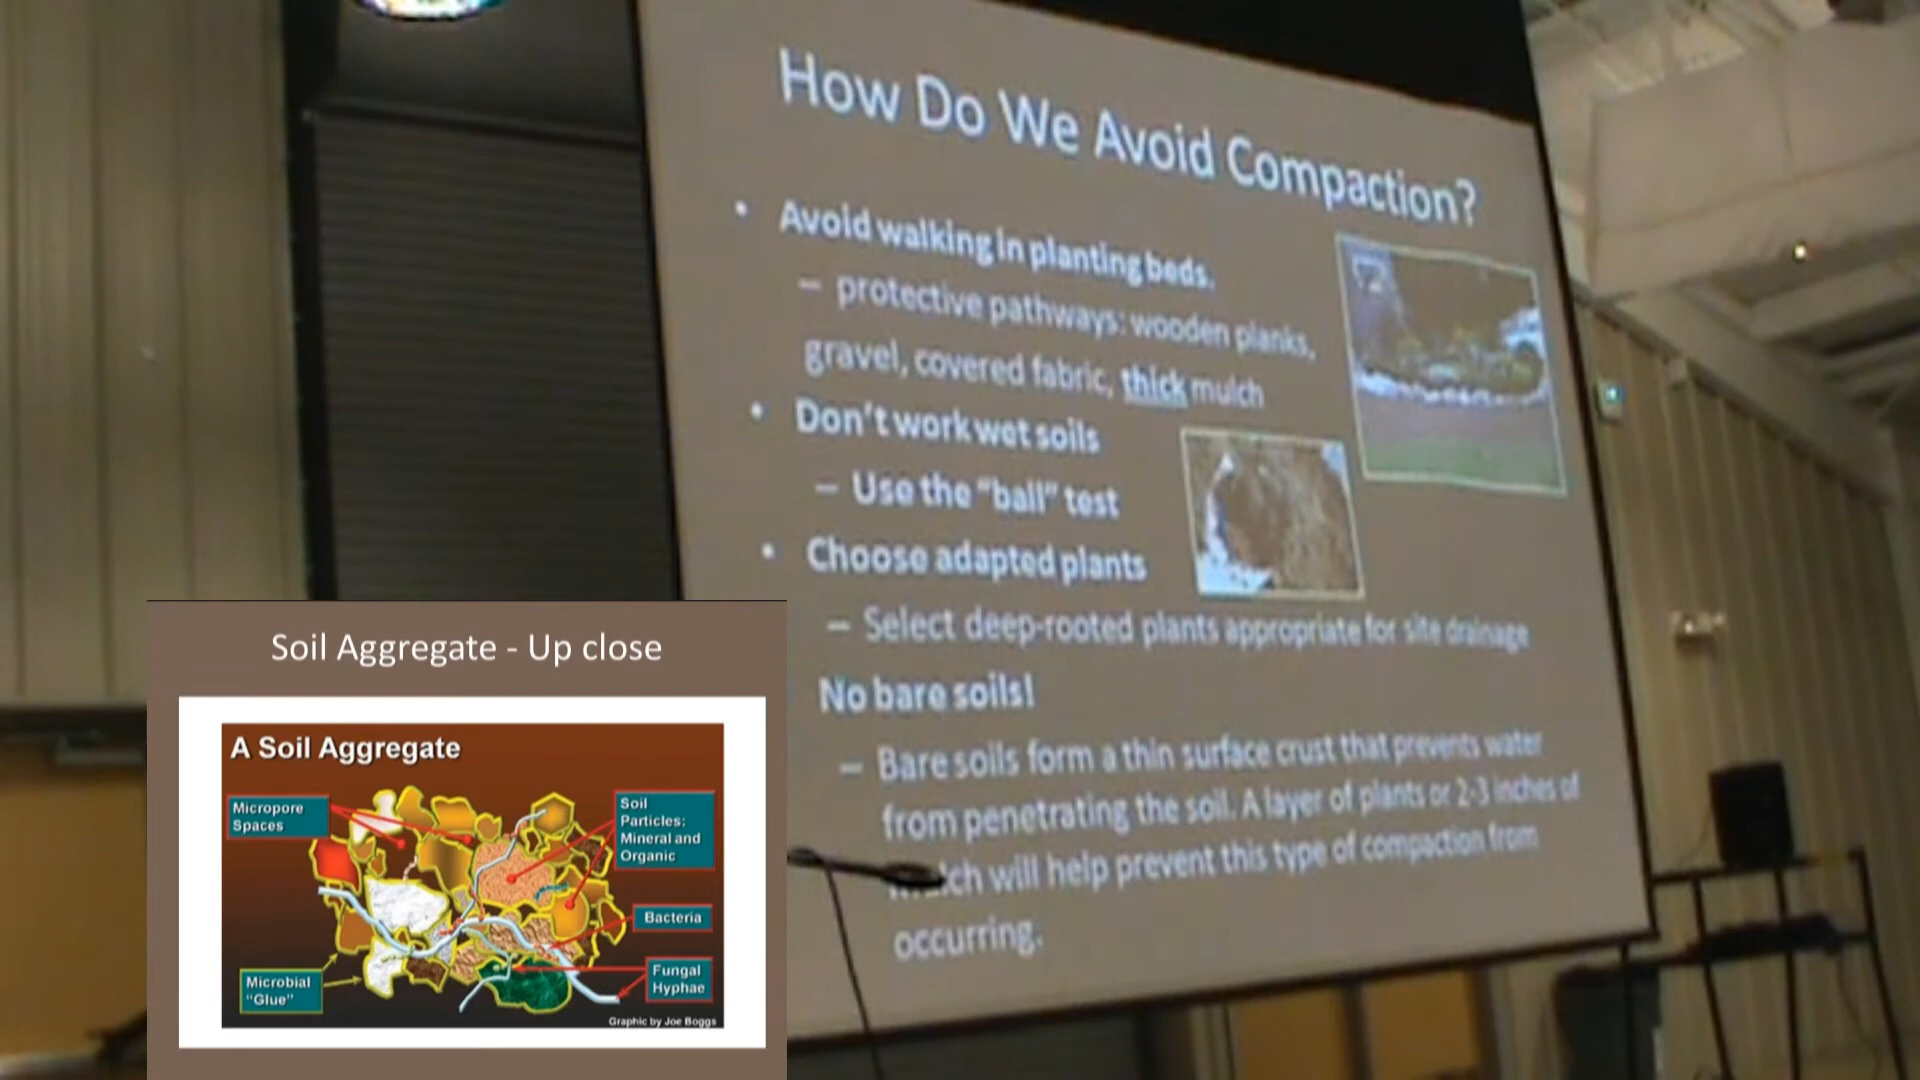 How Do We Avoid Compaction?
• Avoid walking in planting beds.
– protective pathways: wooden planks,
gravel, covered fabric, thick mulch
• Don't work wet soils
– Use the "ball" test
• Choose adapted plants
– Select deep-rooted plants appropriate for site drainage
No bare soils!
– Bare soils form a thin surface crust that prevents water
from penetrating the soil. A layer of plants or 2-3 inches of
will help prevent this type of compaction from
occurring.
Soil Aggregate - Up close
A Soil Aggregate
Micropore
Spaces
Soil
Particles:
Mineral and
Organic
Bacteria
Microbial
"Glue"
Fungal
Hyphae
Graphic by Joe Boggs